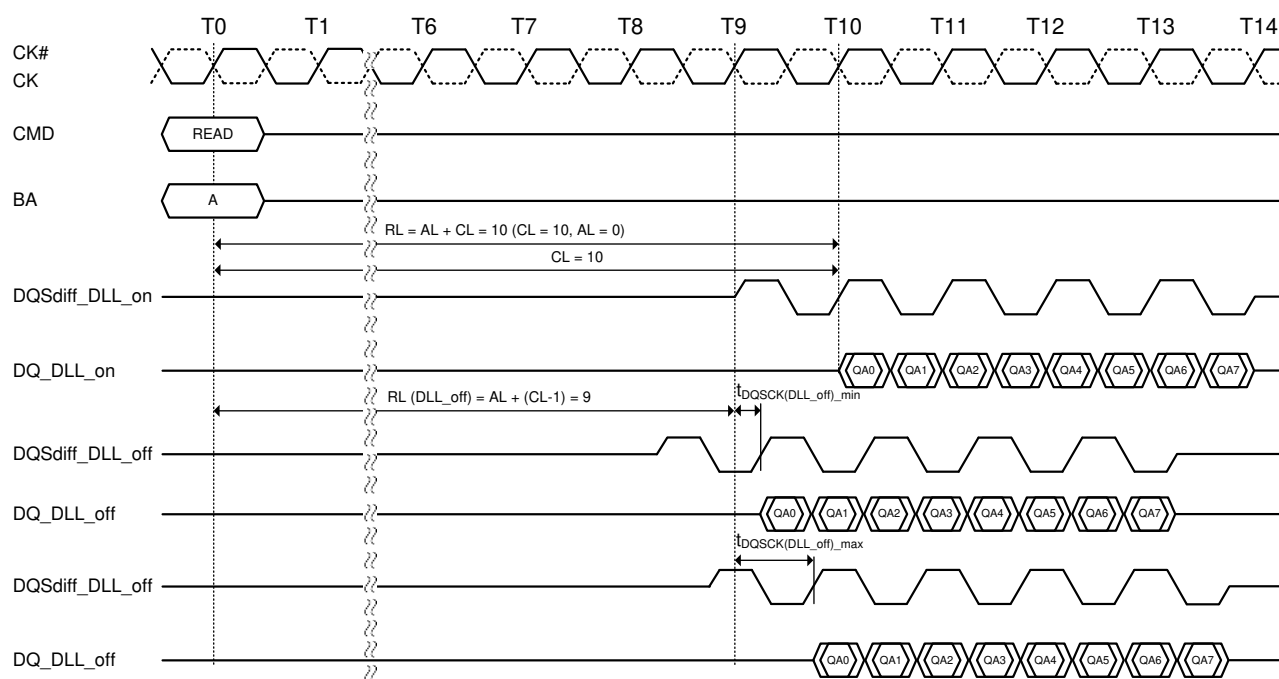 T0 T1 T6 T7 T8 T9 T10 T11 T12 T13 T14
CK#
CK
CMD READ
BA A
RL = AL + CL = 10 (CL = 10, AL = 0)
CL = 10
DQSdiff_DLL_on
DQ_DLL_on QA0 QA1 QA2 QA3 QA4 QA5 QA6 QA7
RL (DLL_off) = AL + (CL-1) = 9 tDQSCK(DLL_off)_min
DQSdiff_DLL_off
DQ_DLL_off QA0 QA1 QA2 QA3 QA4 QA5 QA6 QA7
tDQSCK(DLL_off)_max
DQSdiff_DLL_off
DQ_DLL_off QA0 QA1 QA2 QA3 QA4 QA5 QA6 QA7